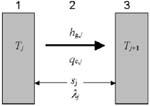 1 2 3
T_j h_{g,j} T_{j+1}
q_{c,j}
s_j
λ_j